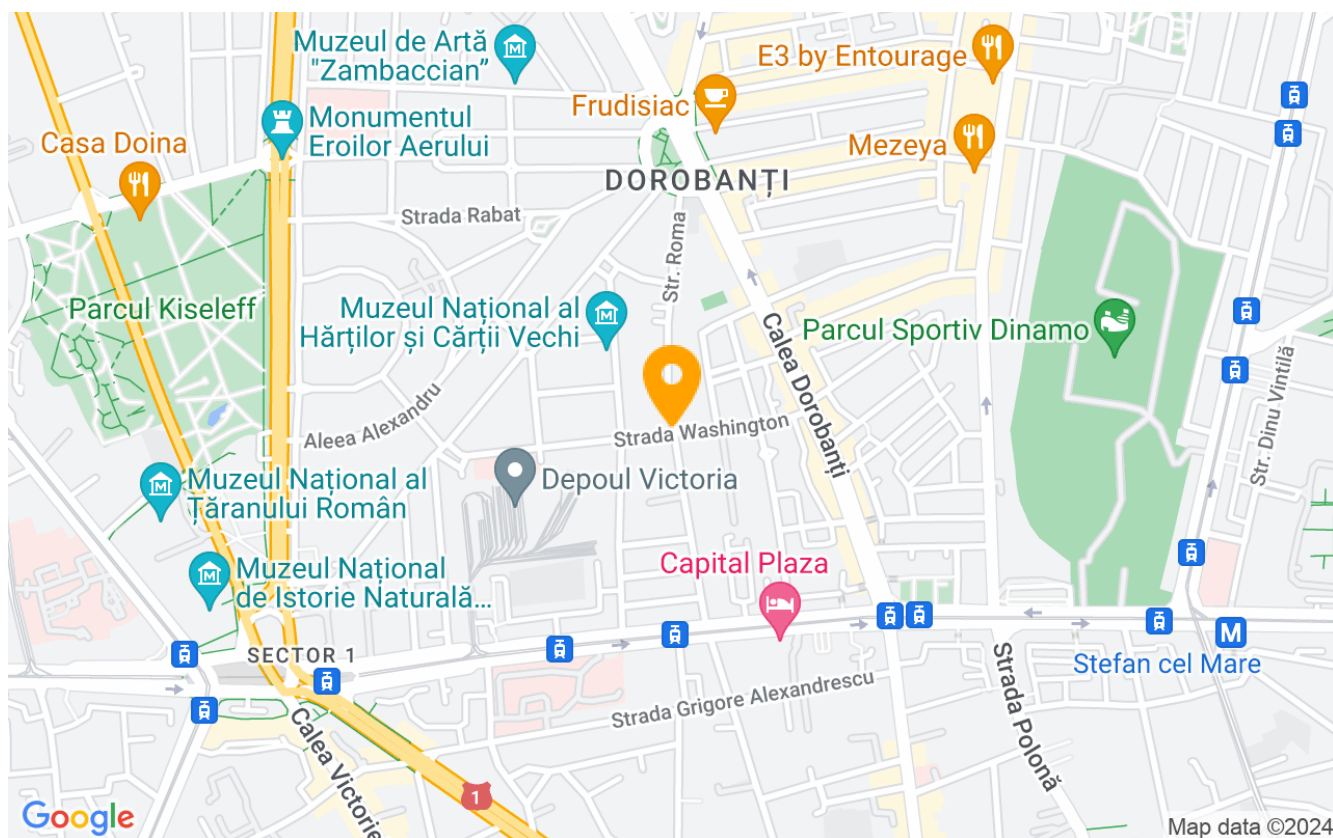 Muzeul de Artă
"Zambaccian”
E3 by Entourage
Frudisiac
Monumentul
Eroilor Aerului
Casa Doina
Mezeya
DOROBANȚI
Strada Rabat
Str. Roma
Parcul Kiseleff
Muzeul Național al
Hărților și Cărții Vechi
Calea Dorobanți
Parcul Sportiv Dinamo
Str. Dinu Vintilă
Aleea Alexandru
Strada Washington
Muzeul Național al
Țăranului Român
Depoul Victoria
Muzeul Național
de Istorie Naturală...
Capital Plaza
SECTOR 1
M
Stefan cel Mare
Strada Grigore Alexandrescu
Strada Polonă
Calea Victorie
1
Google
Map data ©2024